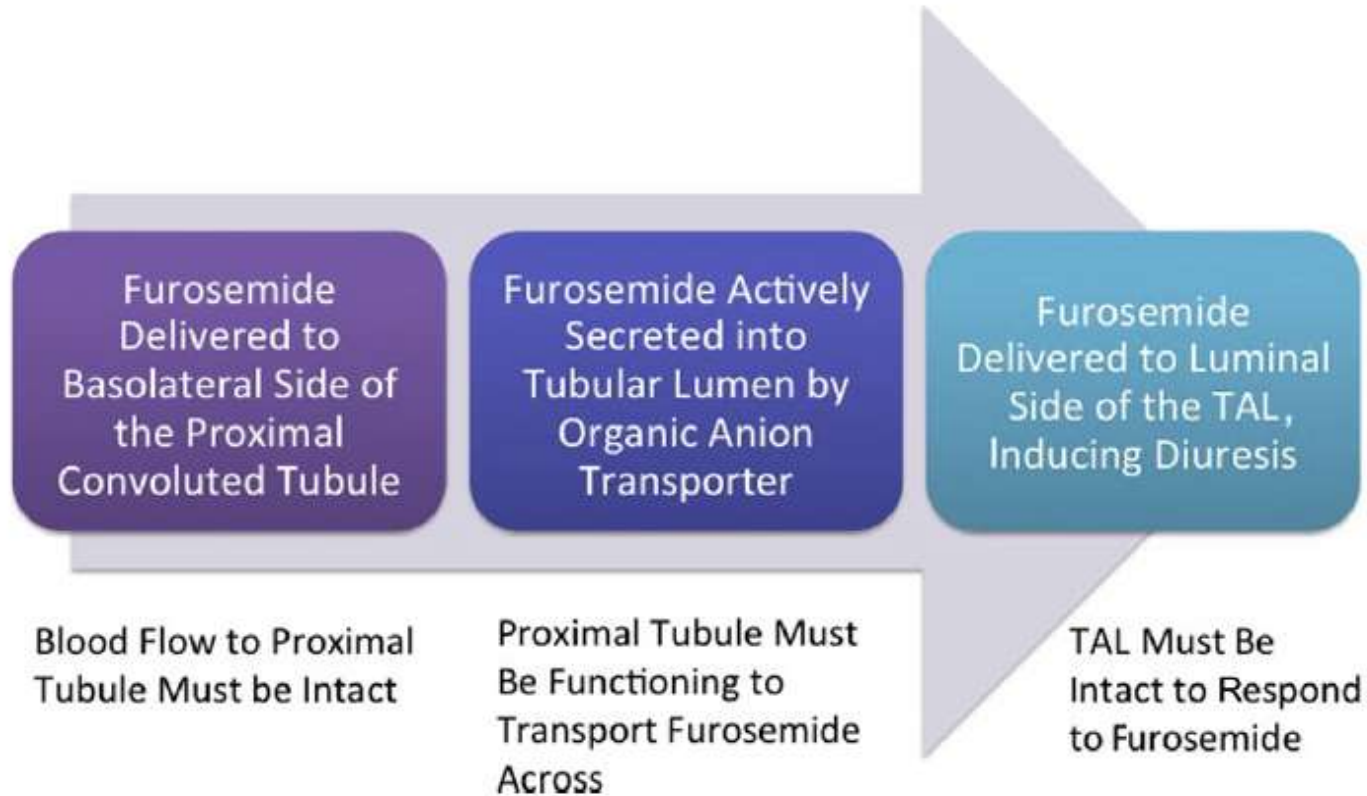 Furosemide
Delivered to
Basolateral Side of
the Proximal
Convoluted Tubule
Furosemide Actively
Secreted into
Tubular Lumen by
Organic Anion
Transporter
Furosemide
Delivered to Luminal
Side of the TAL,
Inducing Diuresis
Blood Flow to Proximal
Tubule Must be Intact
Proximal Tubule Must
Be Functioning to
Transport Furosemide
Across
TAL Must Be
Intact to Respond
to Furosemide